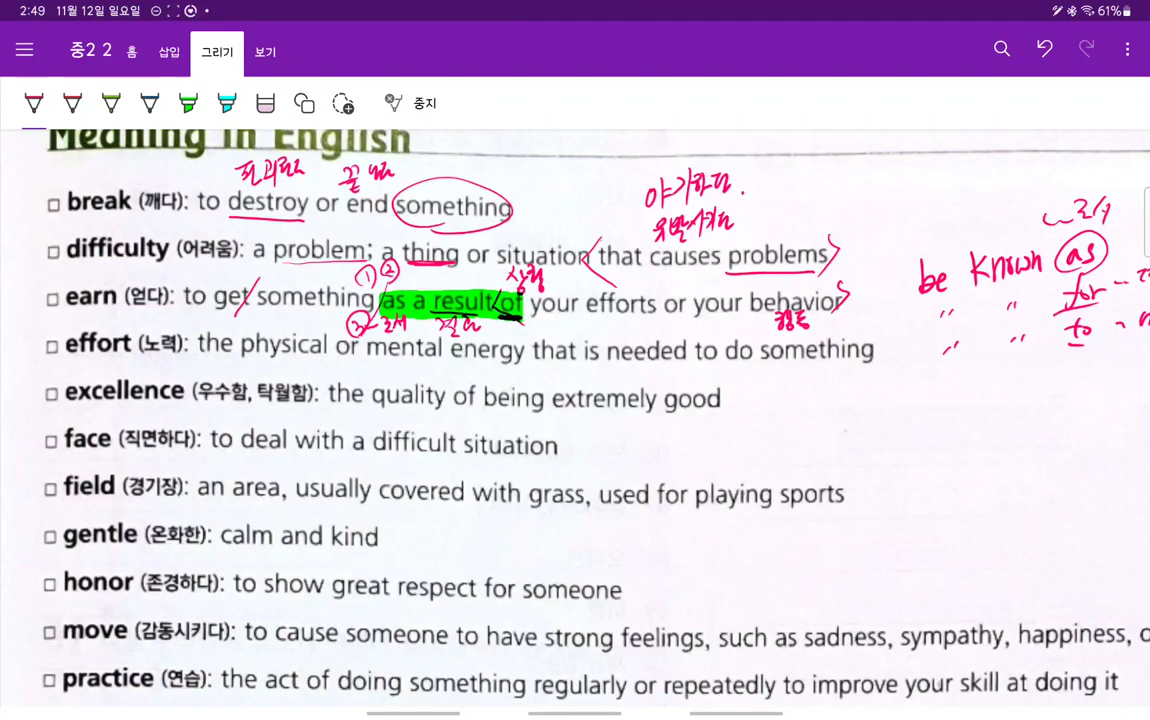 2:49 11월 12일 일요일 61%
중2 2 홈 삽입 그리기 보기
중지
Meaning in English
파괴하다 끝내다
□ break (깨다): to destroy or end something
야기하다.
유발시키다
~로서
□ difficulty (어려움): a problem; a thing or situation that causes problems
be known as
① ② 상황
□ earn (얻다): to get something as a result of your efforts or your behavior
" " for
③ 로서 결과 행동
" " to
□ effort (노력): the physical or mental energy that is needed to do something
□ excellence (우수함, 탁월함): the quality of being extremely good
□ face (직면하다): to deal with a difficult situation
□ field (경기장): an area, usually covered with grass, used for playing sports
□ gentle (온화한): calm and kind
□ honor (존경하다): to show great respect for someone
□ move (감동시키다): to cause someone to have strong feelings, such as sadness, sympathy, happiness,
□ practice (연습): the act of doing something regularly or repeatedly to improve your skill at doing it